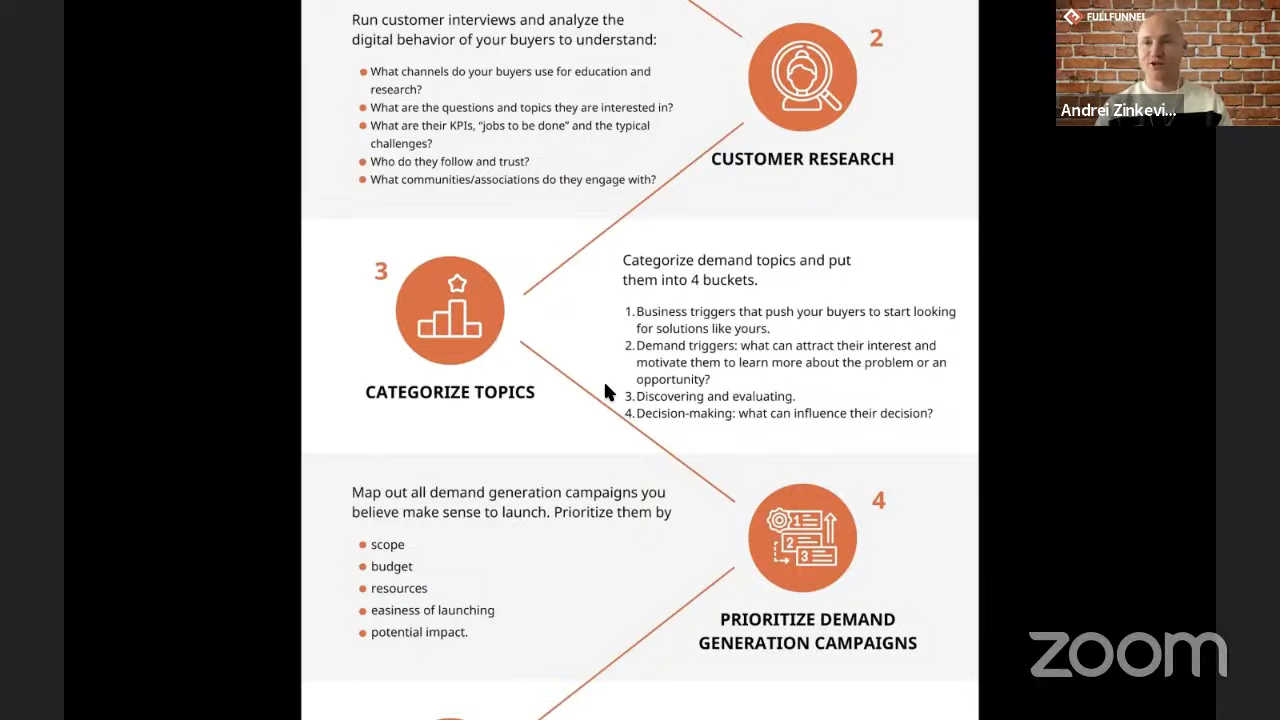 Run customer interviews and analyze the
digital behavior of your buyers to understand:
What channels do your buyers use for education and
research?
What are the questions and topics they are interested in?
What are their KPIs, “jobs to be done” and the typical
challenges?
Who do they follow and trust?
What communities/associations do they engage with?
2
CUSTOMER RESEARCH
FULLFUNNEL
Andrei Zinkevi...
3
CATEGORIZE TOPICS
Categorize demand topics and put
them into 4 buckets.
1. Business triggers that push your buyers to start looking
for solutions like yours.
2. Demand triggers: what can attract their interest and
motivate them to learn more about the problem or an
opportunity?
3. Discovering and evaluating.
4. Decision-making: what can influence their decision?
Map out all demand generation campaigns you
believe make sense to launch. Prioritize them by
scope
budget
resources
easiness of launching
potential impact.
4
1
2
3
PRIORITIZE DEMAND
GENERATION CAMPAIGNS
zoom